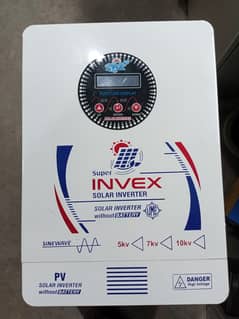 Super
INVEX
SOLAR INVERTER
SOLAR INVERTER
without BATTERY
SINEWAVE
5kv 7kv 10kv
PV
SOLAR INVERTER
without BATTERY
DANGER
High Voltage